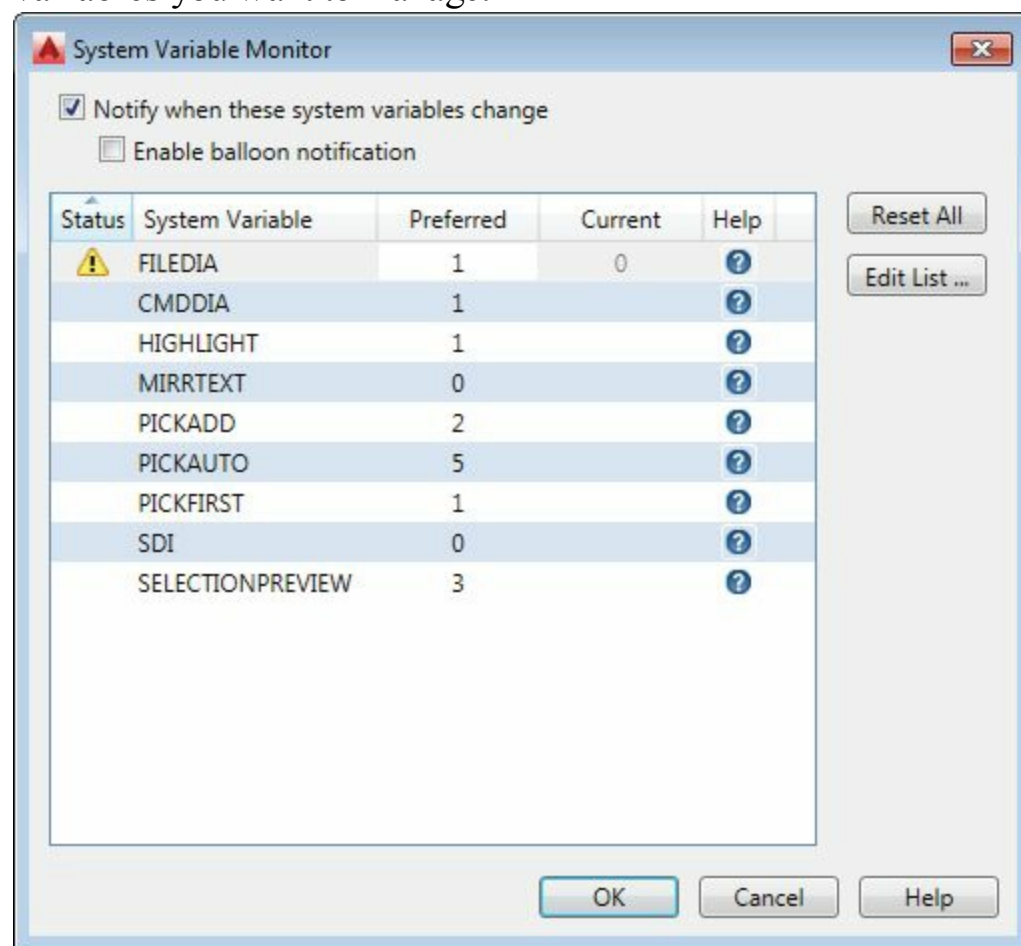 System Variable Monitor
Notify when these system variables change
Enable balloon notification
Status System Variable Preferred Current Help
Reset All
FILEDIA 1 0
Edit List ...
CMDDIA 1
HIGHLIGHT 1
MIRRTEXT 0
PICKADD 2
PICKAUTO 5
PICKFIRST 1
SDI 0
SELECTIONPREVIEW 3
OK Cancel Help